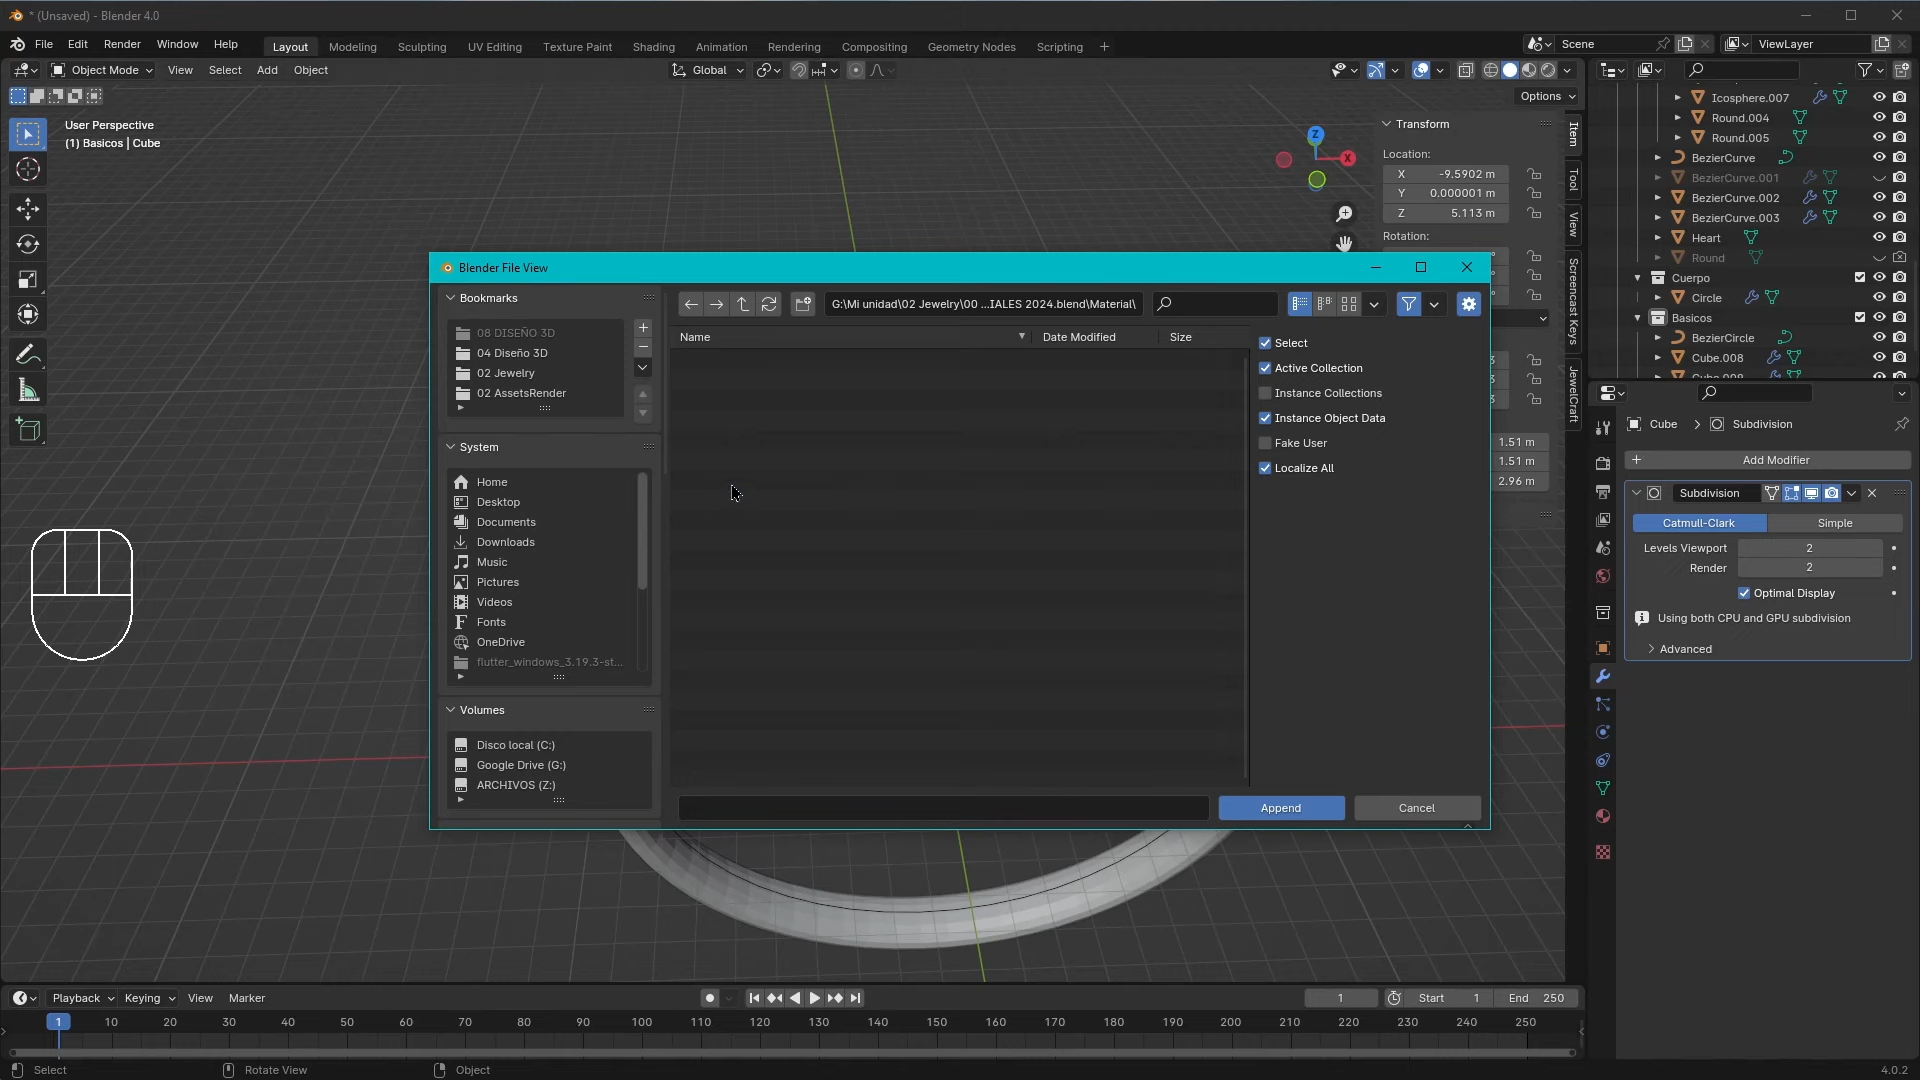 * (Unsaved) - Blender 4.0
File Edit Render Window Help
Layout Modeling Sculpting UV Editing Texture Paint Shading Animation Rendering Compositing Geometry Nodes Scripting +
Scene
ViewLayer
Object Mode View Select Add Object
Global
Options
User Perspective
(1) Basicos | Cube
Z
X
Transform
Location:
X -9.5902 m
Y 0.000001 m
Z 5.113 m
Rotation:
1.51 m
1.51 m
2.96 m
Item
Tool
View
Screencast Keys
JewelCraft
Icosphere.007
Round.004
Round.005
BezierCurve
BezierCurve.001
BezierCurve.002
BezierCurve.003
Heart
Round
Cuerpo
Circle
Basicos
BezierCircle
Cube.008
Cube > Subdivision
+ Add Modifier
Subdivision
Catmull-Clark Simple
Levels Viewport 2
Render 2
Optimal Display
Using both CPU and GPU subdivision
Advanced
Blender File View
Bookmarks
08 DISEÑO 3D
04 Diseño 3D
02 Jewelry
02 AssetsRender
System
Home
Desktop
Documents
Downloads
Music
Pictures
Videos
Fonts
OneDrive
flutter_windows_3.19.3-st...
Volumes
Disco local (C:)
Google Drive (G:)
ARCHIVOS (Z:)
G:\Mi unidad\02 Jewelry\00 ...IALES 2024.blend\Material\
Name Date Modified Size
Select
Active Collection
Instance Collections
Instance Object Data
Fake User
Localize All
Append Cancel
Playback Keying View Marker
1
Start 1
End 250
1 10 20 30 40 50 60 70 80 90 100 110 120 130 140 150 160 170 180 190 200 210 220 230 240 250
Select
Rotate View
Object
4.0.2